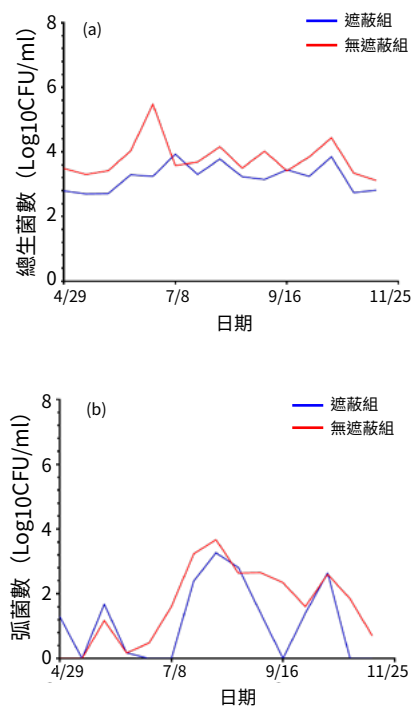 (a)
遮蔽組
無遮蔽組
總生菌數（Log10CFU/ml）
8
6
4
2
0
4/29
7/8
9/16
11/25
日期
(b)
遮蔽組
無遮蔽組
弧菌數（Log10CFU/ml）
8
6
4
2
0
4/29
7/8
9/16
11/25
日期